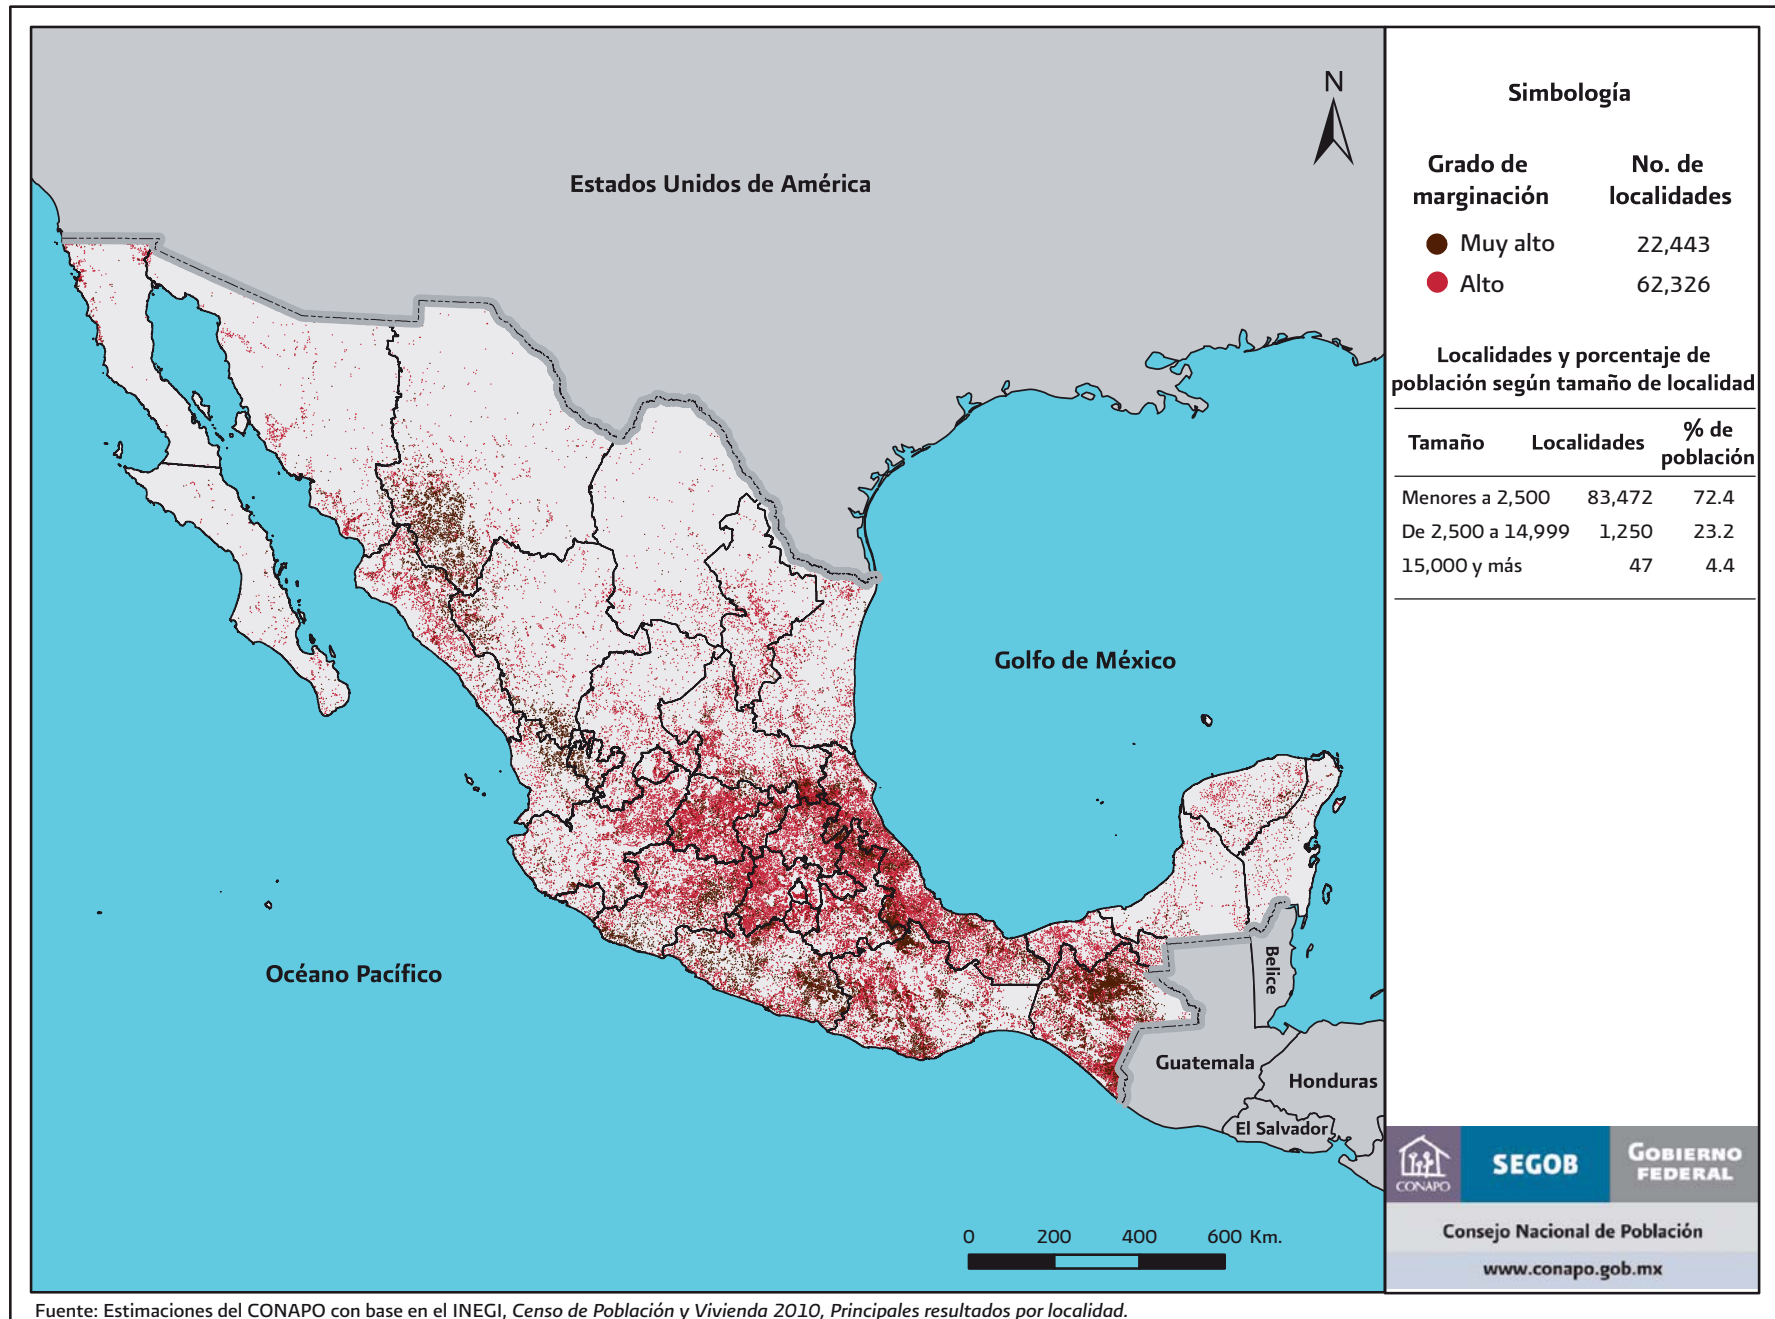 N
Estados Unidos de América
Golfo de México
Océano Pacífico
Belice
Guatemala
Honduras
El Salvador
0 200 400 600 Km.
Simbología
Grado de marginación No. de localidades
Muy alto 22,443
Alto 62,326
Localidades y porcentaje de
población según tamaño de localidad
Tamaño Localidades % de población
Menores a 2,500 83,472 72.4
De 2,500 a 14,999 1,250 23.2
15,000 y más 47 4.4
CONAPO
SEGOB
GOBIERNO
FEDERAL
Consejo Nacional de Población
www.conapo.gob.mx
Fuente: Estimaciones del CONAPO con base en el INEGI, Censo de Población y Vivienda 2010, Principales resultados por localidad.